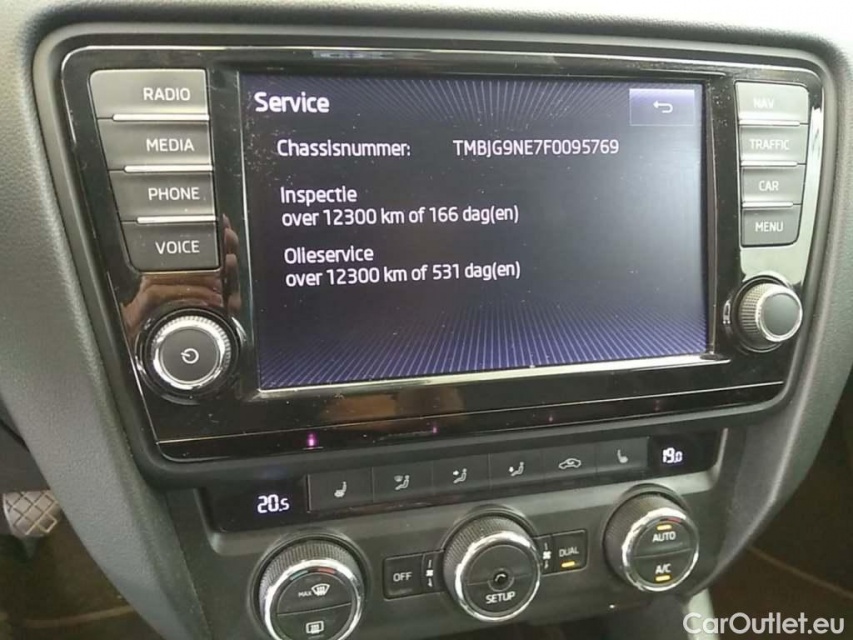 RADIO
MEDIA
PHONE
VOICE
Service
Chassisnummer: TMBJG9NE7F0095769
Inspectie
over 12300 km of 166 dag(en)
Olieservice
over 12300 km of 531 dag(en)
NAV
TRAFFIC
CAR
MENU
20.5
19.0
OFF
DUAL
MAX
SETUP
AUTO
A/C
CarOutlet.eu